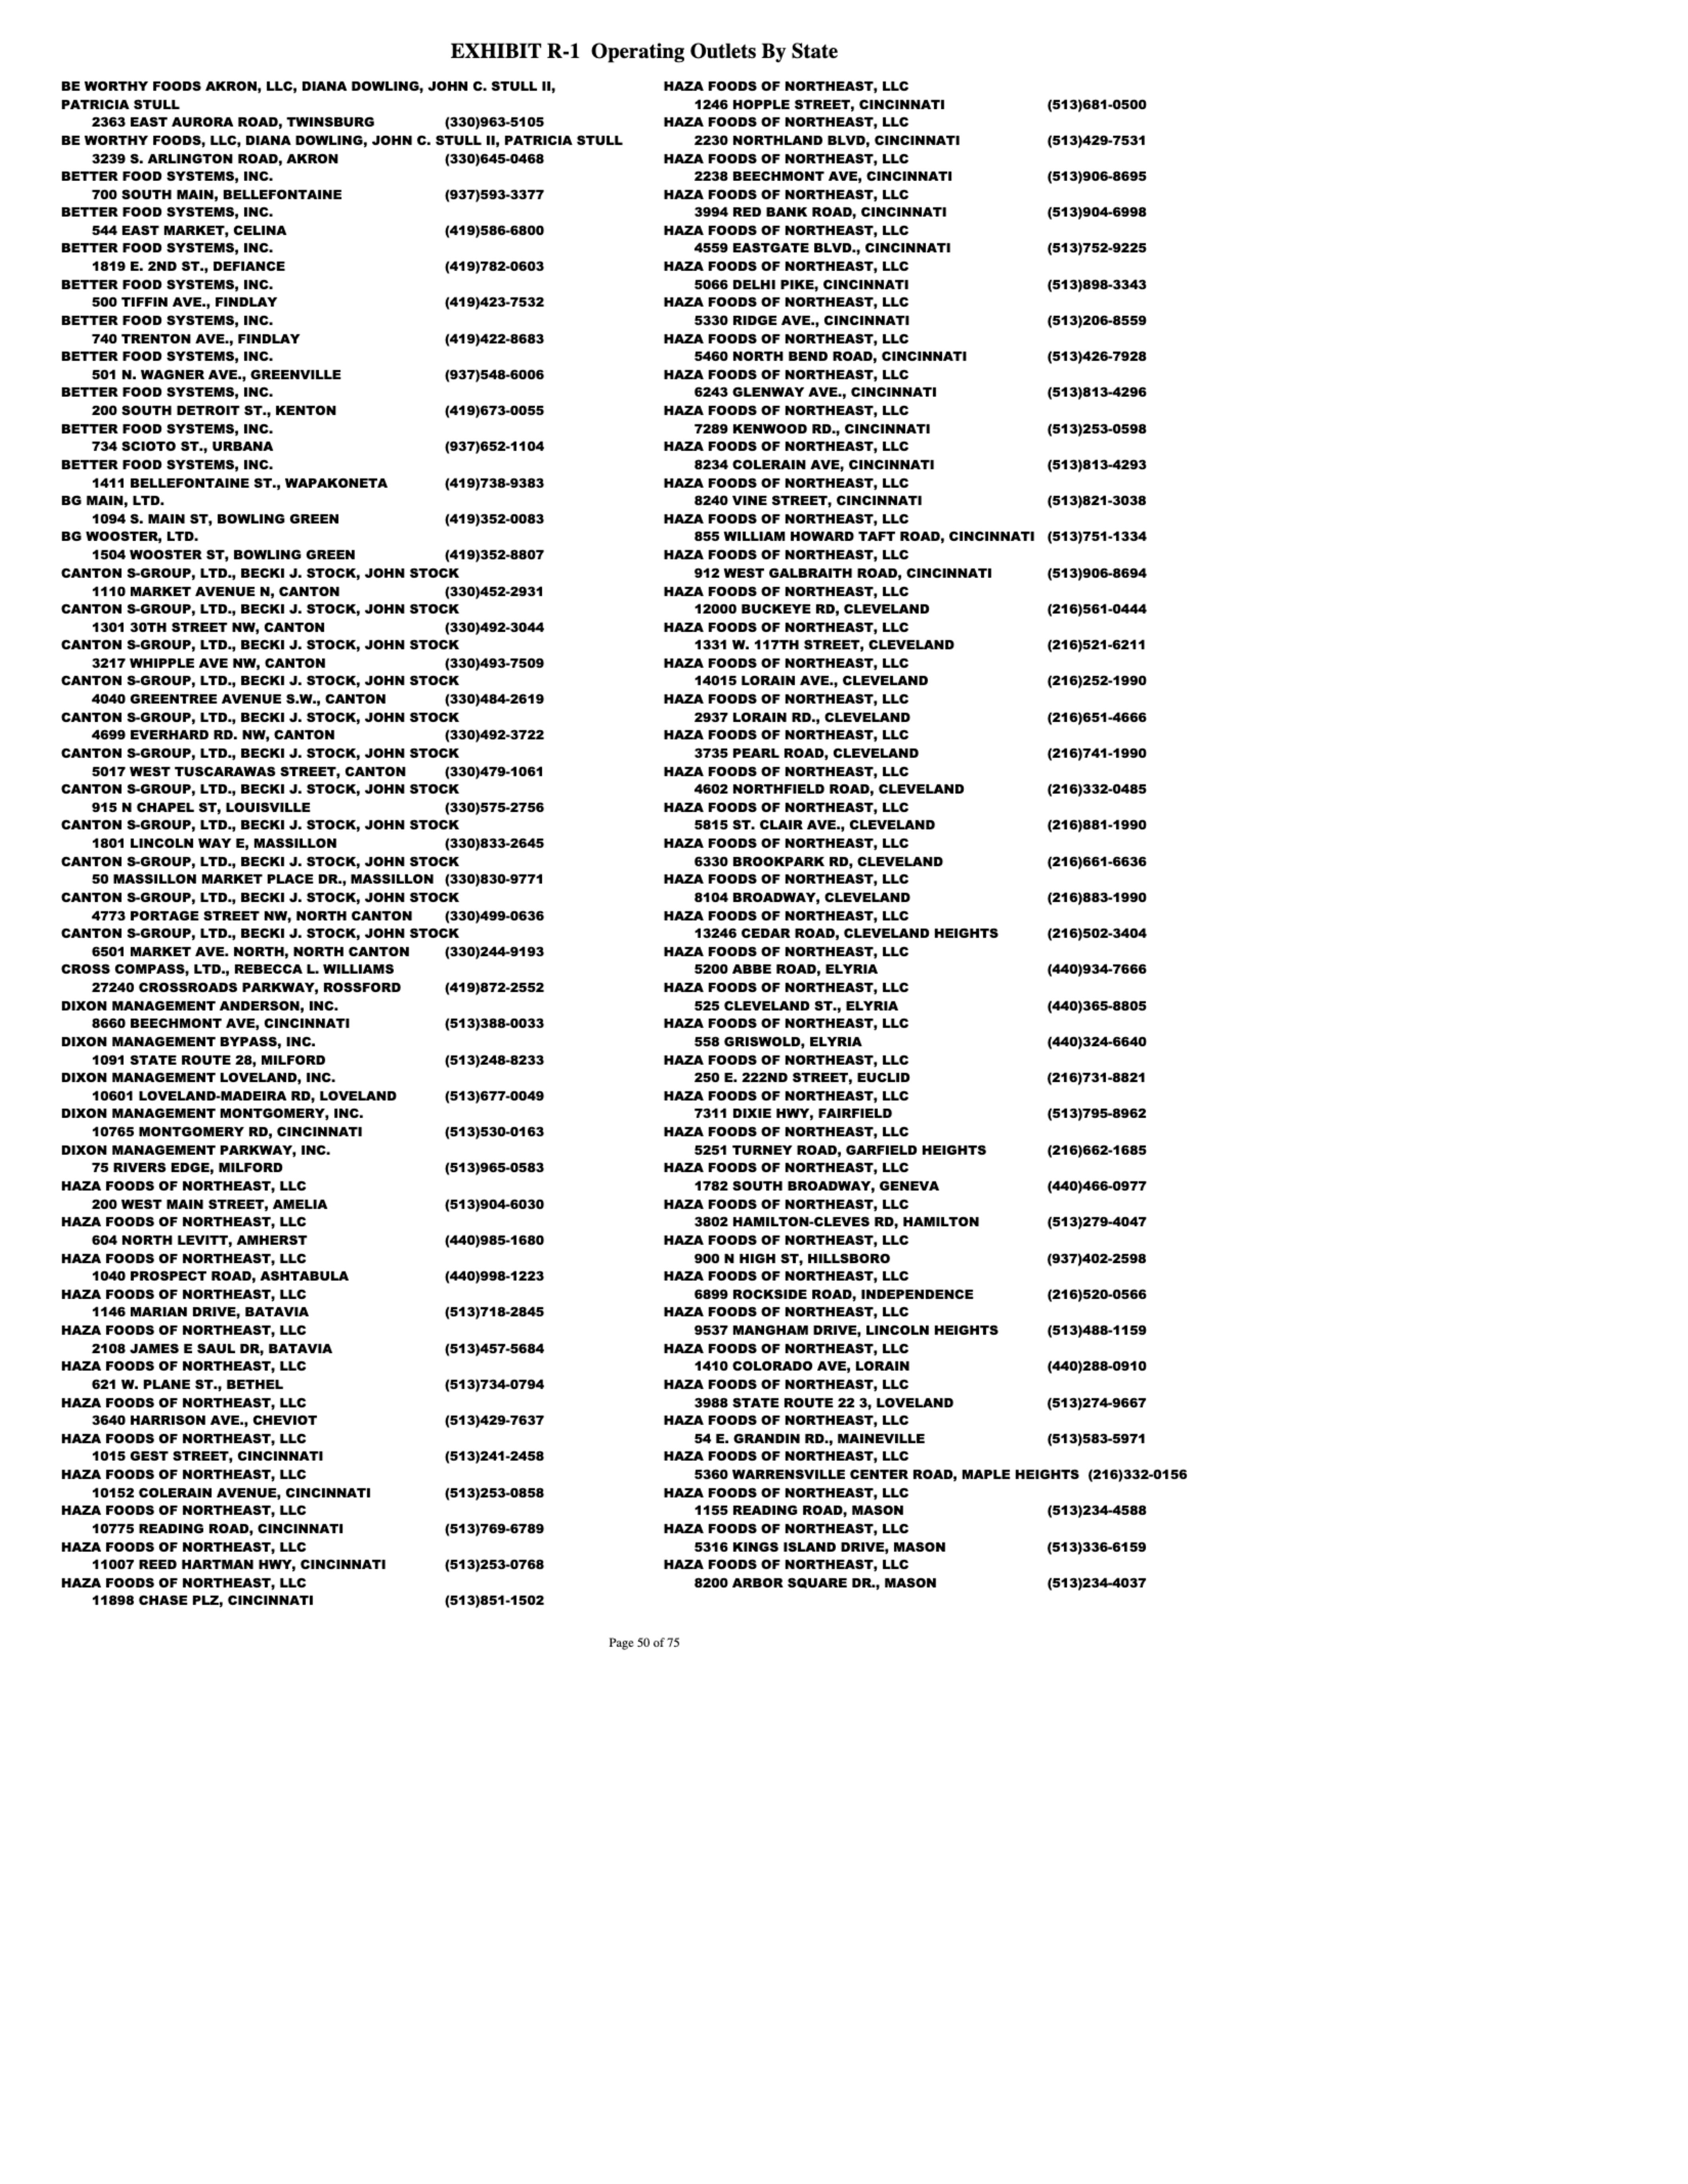 EXHIBIT R-1 Operating Outlets By State
BE WORTHY FOODS AKRON, LLC, DIANA DOWLING, JOHN C. STULL II,
PATRICIA STULL
2363 EAST AURORA ROAD, TWINSBURG (330)963-5105
BE WORTHY FOODS, LLC, DIANA DOWLING, JOHN C. STULL II, PATRICIA STULL
3239 S. ARLINGTON ROAD, AKRON (330)645-0468
BETTER FOOD SYSTEMS, INC.
700 SOUTH MAIN, BELLEFONTAINE (937)593-3377
BETTER FOOD SYSTEMS, INC.
544 EAST MARKET, CELINA (419)586-6800
BETTER FOOD SYSTEMS, INC.
1819 E. 2ND ST., DEFIANCE (419)782-0603
BETTER FOOD SYSTEMS, INC.
500 TIFFIN AVE., FINDLAY (419)423-7532
BETTER FOOD SYSTEMS, INC.
740 TRENTON AVE., FINDLAY (419)422-8683
BETTER FOOD SYSTEMS, INC.
501 N. WAGNER AVE., GREENVILLE (937)548-6006
BETTER FOOD SYSTEMS, INC.
200 SOUTH DETROIT ST., KENTON (419)673-0055
BETTER FOOD SYSTEMS, INC.
734 SCIOTO ST., URBANA (937)652-1104
BETTER FOOD SYSTEMS, INC.
1411 BELLEFONTAINE ST., WAPAKONETA (419)738-9383
BG MAIN, LTD.
1094 S. MAIN ST, BOWLING GREEN (419)352-0083
BG WOOSTER, LTD.
1504 WOOSTER ST, BOWLING GREEN (419)352-8807
CANTON S-GROUP, LTD., BECKI J. STOCK, JOHN STOCK
1110 MARKET AVENUE N, CANTON (330)452-2931
CANTON S-GROUP, LTD., BECKI J. STOCK, JOHN STOCK
1301 30TH STREET NW, CANTON (330)492-3044
CANTON S-GROUP, LTD., BECKI J. STOCK, JOHN STOCK
3217 WHIPPLE AVE NW, CANTON (330)493-7509
CANTON S-GROUP, LTD., BECKI J. STOCK, JOHN STOCK
4040 GREENTREE AVENUE S.W., CANTON (330)484-2619
CANTON S-GROUP, LTD., BECKI J. STOCK, JOHN STOCK
4699 EVERHARD RD. NW, CANTON (330)492-3722
CANTON S-GROUP, LTD., BECKI J. STOCK, JOHN STOCK
5017 WEST TUSCARAWAS STREET, CANTON (330)479-1061
CANTON S-GROUP, LTD., BECKI J. STOCK, JOHN STOCK
915 N CHAPEL ST, LOUISVILLE (330)575-2756
CANTON S-GROUP, LTD., BECKI J. STOCK, JOHN STOCK
1801 LINCOLN WAY E, MASSILLON (330)833-2645
CANTON S-GROUP, LTD., BECKI J. STOCK, JOHN STOCK
50 MASSILLON MARKET PLACE DR., MASSILLON (330)830-9771
CANTON S-GROUP, LTD., BECKI J. STOCK, JOHN STOCK
4773 PORTAGE STREET NW, NORTH CANTON (330)499-0636
CANTON S-GROUP, LTD., BECKI J. STOCK, JOHN STOCK
6501 MARKET AVE. NORTH, NORTH CANTON (330)244-9193
CROSS COMPASS, LTD., REBECCA L. WILLIAMS
27240 CROSSROADS PARKWAY, ROSSFORD (419)872-2552
DIXON MANAGEMENT ANDERSON, INC.
8660 BEECHMONT AVE, CINCINNATI (513)388-0033
DIXON MANAGEMENT BYPASS, INC.
1091 STATE ROUTE 28, MILFORD (513)248-8233
DIXON MANAGEMENT LOVELAND, INC.
10601 LOVELAND-MADEIRA RD, LOVELAND (513)677-0049
DIXON MANAGEMENT MONTGOMERY, INC.
10765 MONTGOMERY RD, CINCINNATI (513)530-0163
DIXON MANAGEMENT PARKWAY, INC.
75 RIVERS EDGE, MILFORD (513)965-0583
HAZA FOODS OF NORTHEAST, LLC
200 WEST MAIN STREET, AMELIA (513)904-6030
HAZA FOODS OF NORTHEAST, LLC
604 NORTH LEVITT, AMHERST (440)985-1680
HAZA FOODS OF NORTHEAST, LLC
1040 PROSPECT ROAD, ASHTABULA (440)998-1223
HAZA FOODS OF NORTHEAST, LLC
1146 MARIAN DRIVE, BATAVIA (513)718-2845
HAZA FOODS OF NORTHEAST, LLC
2108 JAMES E SAUL DR, BATAVIA (513)457-5684
HAZA FOODS OF NORTHEAST, LLC
621 W. PLANE ST., BETHEL (513)734-0794
HAZA FOODS OF NORTHEAST, LLC
3640 HARRISON AVE., CHEVIOT (513)429-7637
HAZA FOODS OF NORTHEAST, LLC
1015 GEST STREET, CINCINNATI (513)241-2458
HAZA FOODS OF NORTHEAST, LLC
10152 COLERAIN AVENUE, CINCINNATI (513)253-0858
HAZA FOODS OF NORTHEAST, LLC
10775 READING ROAD, CINCINNATI (513)769-6789
HAZA FOODS OF NORTHEAST, LLC
11007 REED HARTMAN HWY, CINCINNATI (513)253-0768
HAZA FOODS OF NORTHEAST, LLC
11898 CHASE PLZ, CINCINNATI (513)851-1502
HAZA FOODS OF NORTHEAST, LLC
1246 HOPPLE STREET, CINCINNATI (513)681-0500
HAZA FOODS OF NORTHEAST, LLC
2230 NORTHLAND BLVD, CINCINNATI (513)429-7531
HAZA FOODS OF NORTHEAST, LLC
2238 BEECHMONT AVE, CINCINNATI (513)906-8695
HAZA FOODS OF NORTHEAST, LLC
3994 RED BANK ROAD, CINCINNATI (513)904-6998
HAZA FOODS OF NORTHEAST, LLC
4559 EASTGATE BLVD., CINCINNATI (513)752-9225
HAZA FOODS OF NORTHEAST, LLC
5066 DELHI PIKE, CINCINNATI (513)898-3343
HAZA FOODS OF NORTHEAST, LLC
5330 RIDGE AVE., CINCINNATI (513)206-8559
HAZA FOODS OF NORTHEAST, LLC
5460 NORTH BEND ROAD, CINCINNATI (513)426-7928
HAZA FOODS OF NORTHEAST, LLC
6243 GLENWAY AVE., CINCINNATI (513)813-4296
HAZA FOODS OF NORTHEAST, LLC
7289 KENWOOD RD., CINCINNATI (513)253-0598
HAZA FOODS OF NORTHEAST, LLC
8234 COLERAIN AVE, CINCINNATI (513)813-4293
HAZA FOODS OF NORTHEAST, LLC
8240 VINE STREET, CINCINNATI (513)821-3038
HAZA FOODS OF NORTHEAST, LLC
855 WILLIAM HOWARD TAFT ROAD, CINCINNATI (513)751-1334
HAZA FOODS OF NORTHEAST, LLC
912 WEST GALBRAITH ROAD, CINCINNATI (513)906-8694
HAZA FOODS OF NORTHEAST, LLC
12000 BUCKEYE RD, CLEVELAND (216)561-0444
HAZA FOODS OF NORTHEAST, LLC
1331 W. 117TH STREET, CLEVELAND (216)521-6211
HAZA FOODS OF NORTHEAST, LLC
14015 LORAIN AVE., CLEVELAND (216)252-1990
HAZA FOODS OF NORTHEAST, LLC
2937 LORAIN RD., CLEVELAND (216)651-4666
HAZA FOODS OF NORTHEAST, LLC
3735 PEARL ROAD, CLEVELAND (216)741-1990
HAZA FOODS OF NORTHEAST, LLC
4602 NORTHFIELD ROAD, CLEVELAND (216)332-0485
HAZA FOODS OF NORTHEAST, LLC
5815 ST. CLAIR AVE., CLEVELAND (216)881-1990
HAZA FOODS OF NORTHEAST, LLC
6330 BROOKPARK RD, CLEVELAND (216)661-6636
HAZA FOODS OF NORTHEAST, LLC
8104 BROADWAY, CLEVELAND (216)883-1990
HAZA FOODS OF NORTHEAST, LLC
13246 CEDAR ROAD, CLEVELAND HEIGHTS (216)502-3404
HAZA FOODS OF NORTHEAST, LLC
5200 ABBE ROAD, ELYRIA (440)934-7666
HAZA FOODS OF NORTHEAST, LLC
525 CLEVELAND ST., ELYRIA (440)365-8805
HAZA FOODS OF NORTHEAST, LLC
558 GRISWOLD, ELYRIA (440)324-6640
HAZA FOODS OF NORTHEAST, LLC
250 E. 222ND STREET, EUCLID (216)731-8821
HAZA FOODS OF NORTHEAST, LLC
7311 DIXIE HWY, FAIRFIELD (513)795-8962
HAZA FOODS OF NORTHEAST, LLC
5251 TURNEY ROAD, GARFIELD HEIGHTS (216)662-1685
HAZA FOODS OF NORTHEAST, LLC
1782 SOUTH BROADWAY, GENEVA (440)466-0977
HAZA FOODS OF NORTHEAST, LLC
3802 HAMILTON-CLEVES RD, HAMILTON (513)279-4047
HAZA FOODS OF NORTHEAST, LLC
900 N HIGH ST, HILLSBORO (937)402-2598
HAZA FOODS OF NORTHEAST, LLC
6899 ROCKSIDE ROAD, INDEPENDENCE (216)520-0566
HAZA FOODS OF NORTHEAST, LLC
9537 MANGHAM DRIVE, LINCOLN HEIGHTS (513)488-1159
HAZA FOODS OF NORTHEAST, LLC
1410 COLORADO AVE, LORAIN (440)288-0910
HAZA FOODS OF NORTHEAST, LLC
3988 STATE ROUTE 22 3, LOVELAND (513)274-9667
HAZA FOODS OF NORTHEAST, LLC
54 E. GRANDIN RD., MAINEVILLE (513)583-5971
HAZA FOODS OF NORTHEAST, LLC
5360 WARRENSVILLE CENTER ROAD, MAPLE HEIGHTS (216)332-0156
HAZA FOODS OF NORTHEAST, LLC
1155 READING ROAD, MASON (513)234-4588
HAZA FOODS OF NORTHEAST, LLC
5316 KINGS ISLAND DRIVE, MASON (513)336-6159
HAZA FOODS OF NORTHEAST, LLC
8200 ARBOR SQUARE DR., MASON (513)234-4037
Page 50 of 75